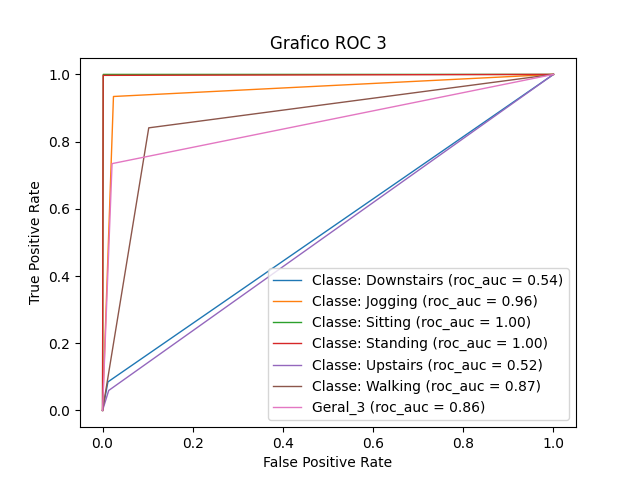 Grafico ROC 3
1.0
0.8
0.6
0.4
0.2
0.0
True Positive Rate
Classe: Downstairs (roc_auc = 0.54)
Classe: Jogging (roc_auc = 0.96)
Classe: Sitting (roc_auc = 1.00)
Classe: Standing (roc_auc = 1.00)
Classe: Upstairs (roc_auc = 0.52)
Classe: Walking (roc_auc = 0.87)
Geral_3 (roc_auc = 0.86)
0.0 0.2 0.4 0.6 0.8 1.0
False Positive Rate